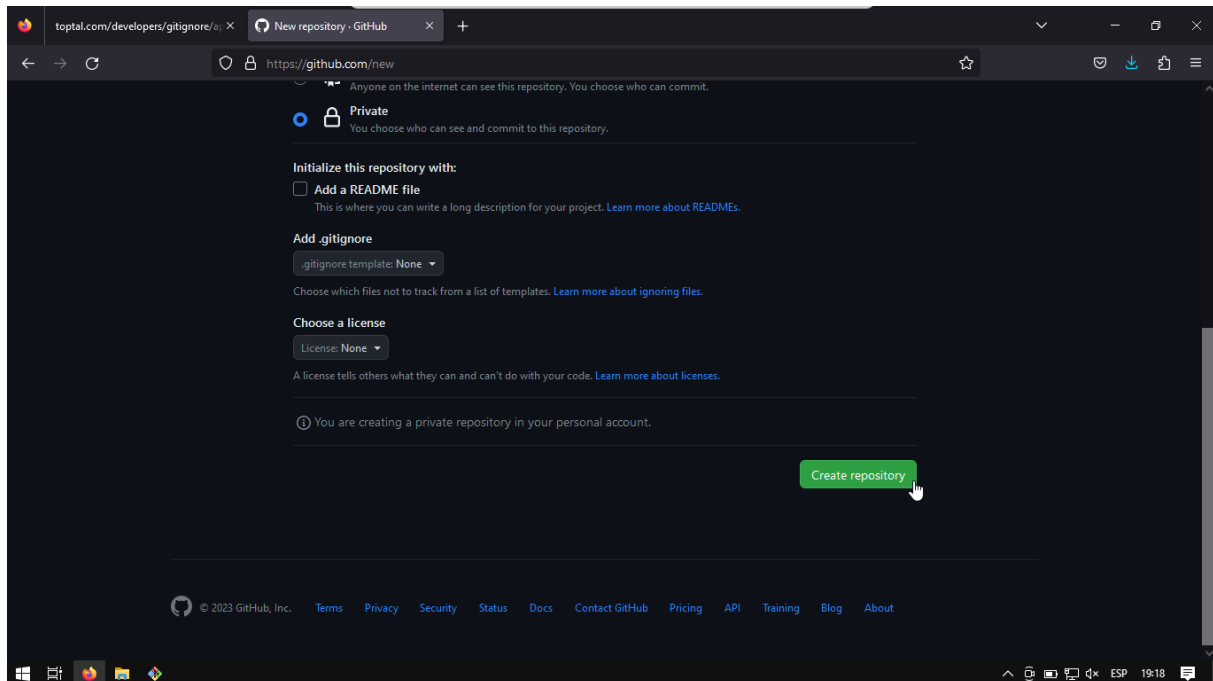 toptal.com/developers/gitignore/ap
New repository · GitHub
https://github.com/new
Anyone on the internet can see this repository. You choose who can commit.
Private
You choose who can see and commit to this repository.
Initialize this repository with:
Add a README file
This is where you can write a long description for your project. Learn more about READMEs.
Add .gitignore
.gitignore template: None
Choose which files not to track from a list of templates. Learn more about ignoring files.
Choose a license
License: None
A license tells others what they can and can't do with your code. Learn more about licenses.
You are creating a private repository in your personal account.
Create repository
© 2023 GitHub, Inc. Terms Privacy Security Status Docs Contact GitHub Pricing API Training Blog About
ESP 19:18